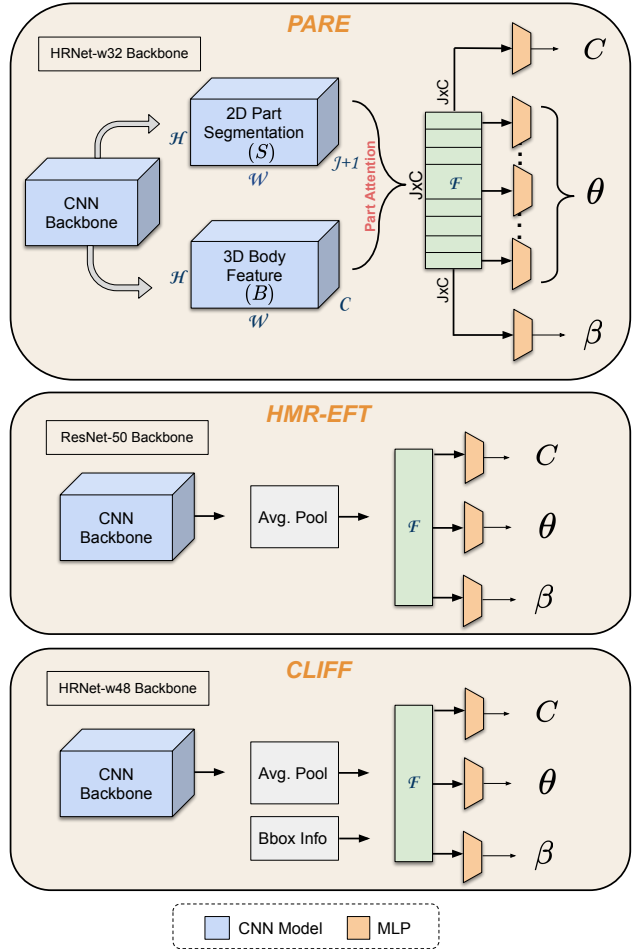 PARE
HRNet-w32 Backbone
CNN
Backbone
2D Part
Segmentation
(S)
H
W
J+1
3D Body
Feature
(B)
H
W
C
Part Attention
JxC
JxC
JxC
F
C
θ
β
HMR-EFT
ResNet-50 Backbone
CNN
Backbone
Avg. Pool
F
C
θ
β
CLIFF
HRNet-w48 Backbone
CNN
Backbone
Avg. Pool
Bbox Info
F
C
θ
β
CNN Model
MLP